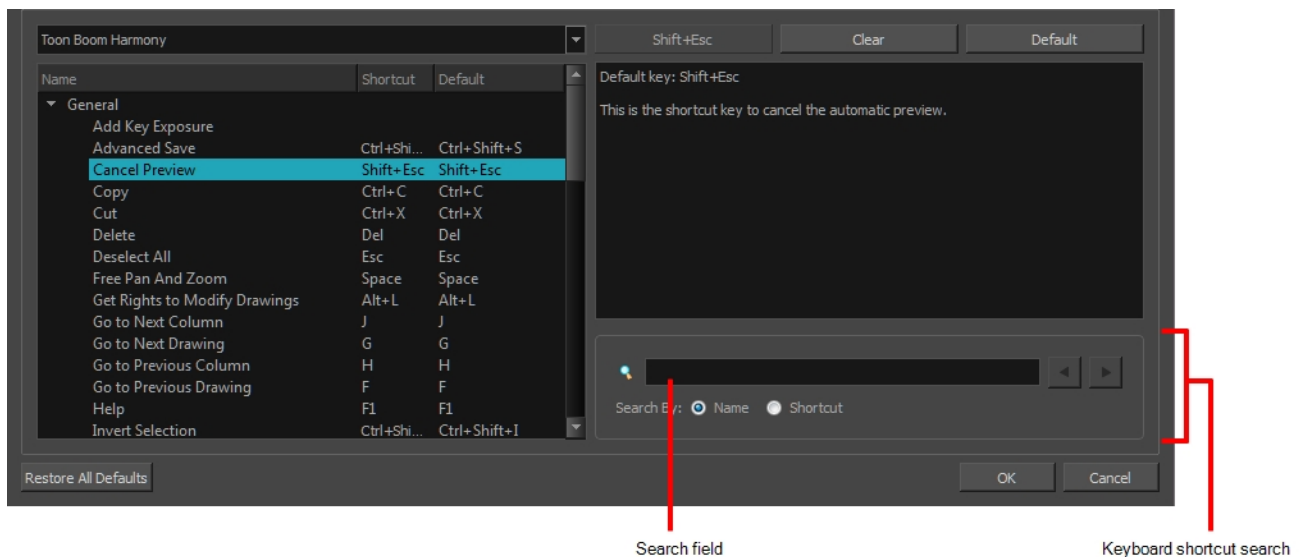 Toon Boom Harmony
Shift+Esc Clear Default
Name Shortcut Default
General
Add Key Exposure
Advanced Save Ctrl+Shi... Ctrl+Shift+S
Cancel Preview Shift+Esc Shift+Esc
Copy Ctrl+C Ctrl+C
Cut Ctrl+X Ctrl+X
Delete Del Del
Deselect All Esc Esc
Free Pan And Zoom Space Space
Get Rights to Modify Drawings Alt+L Alt+L
Go to Next Column J J
Go to Next Drawing G G
Go to Previous Column H H
Go to Previous Drawing F F
Help F1 F1
Invert Selection Ctrl+Shi... Ctrl+Shift+I
Default key: Shift+Esc
This is the shortcut key to cancel the automatic preview.
Search By: Name Shortcut
Restore All Defaults OK Cancel
Search field Keyboard shortcut search